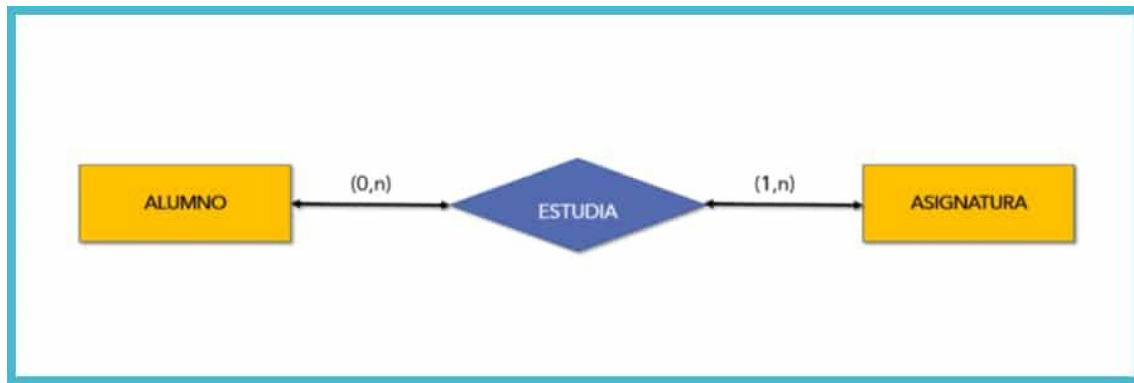 (0,n)
(1,n)
ALUMNO
ESTUDIA
ASIGNATURA